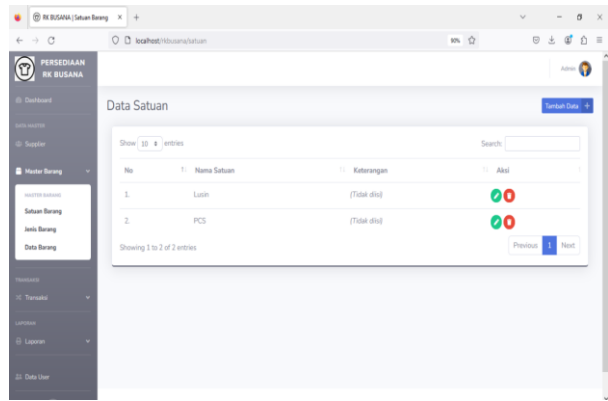 RK BUSANA | Satuan Barang
localhost/rkbusana/satuan
90%
PERSEDIAAN
RK BUSANA
Admin
Dashboard
Data Satuan
Tambah Data +
DATA MASTER
Supplier
Show 10 entries
Search:
Master Barang
No Nama Satuan Keterangan Aksi
MASTER BARANG
1. Lusin (Tidak diisi)
Satuan Barang
Jenis Barang
2. PCS (Tidak diisi)
Data Barang
Showing 1 to 2 of 2 entries
Previous 1 Next
TRANSAKSI
Transaksi
LAPORAN
Laporan
Data User